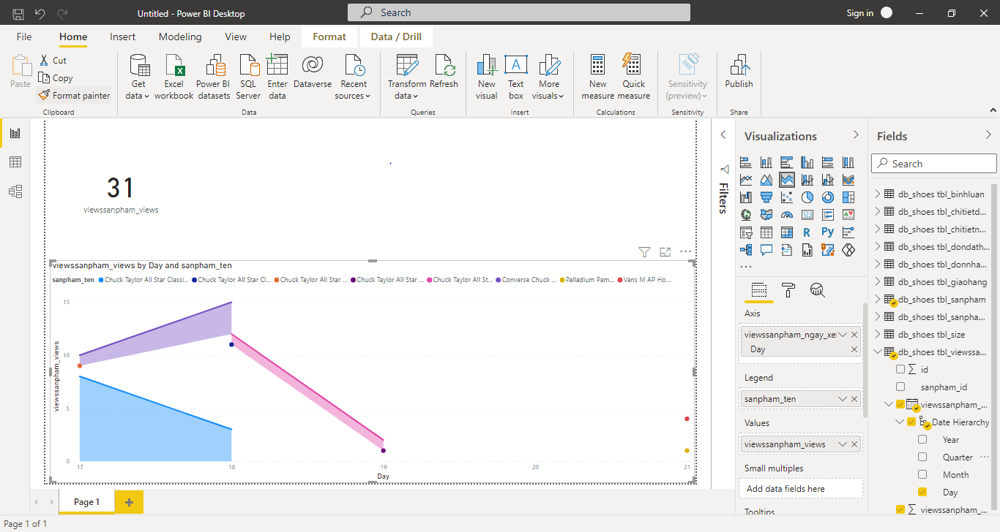 Untitled - Power BI Desktop
Search
Sign in
File
Home
Insert
Modeling
View
Help
Format
Data / Drill
Paste
Cut
Copy
Format painter
Clipboard
Get data
Excel workbook
Power BI datasets
SQL Server
Enter data
Dataverse
Recent sources
Data
Transform data
Refresh
Queries
New visual
Text box
More visuals
Insert
New measure
Quick measure
Calculations
Sensitivity (preview)
Sensitivity
Publish
Share
31
viewssanpham_views
viewssanpham_views by Day and sanpham_ten
sanpham_ten
Chuck Taylor All Star Classi...
Chuck Taylor All Star Cl...
Chuck Taylor All Star ...
Chuck Taylor All Star ...
Chuck Taylor All St...
Converse Chuck ...
Palladium Pam...
Vans M AP Ho...
viewssanpham_views
15
10
5
0
17
18
19
20
21
Day
Filters
Visualizations
R
Py
123
...
Axis
viewssanpham_ngay_xe
Day
Legend
sanpham_ten
Values
viewssanpham_views
Small multiples
Add data fields here
Tooltips
Fields
Search
db_shoes tbl_binhluan
db_shoes tbl_chitietd...
db_shoes tbl_chitietn...
db_shoes tbl_dondath...
db_shoes tbl_donnha...
db_shoes tbl_giaohang
db_shoes tbl_sanpham
db_shoes tbl_sanpha...
db_shoes tbl_size
db_shoes tbl_viewssa...
id
sanpham_id
viewssanpham_...
Date Hierarchy
Year
Quarter
Month
Day
viewssanpham_...
Page 1
Page 1 of 1